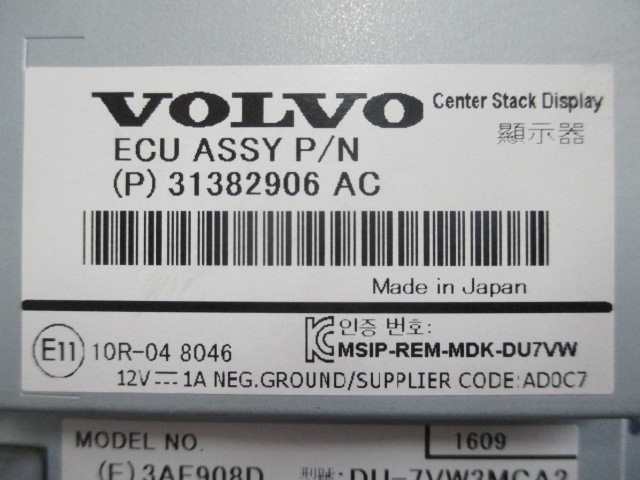 VOLVO Center Stack Display
顯示器
ECU ASSY P/N
(P) 31382906 AC
Made in Japan
E11 10R-04 8046
인증 번호:
MSIP-REM-MDK-DU7VW
12V⎓1A NEG.GROUND/SUPPLIER CODE:AD0C7
MODEL NO. 1609